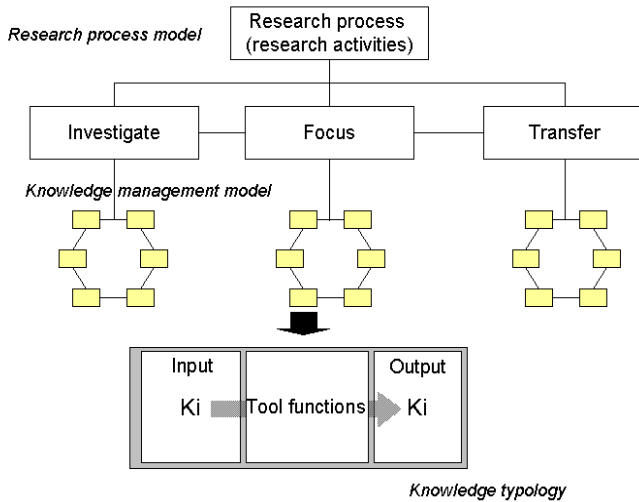 Research process model
Research process
(research activities)
Investigate
Focus
Transfer
Knowledge management model
Input
Output
Ki
Tool functions
Ki
Knowledge typology